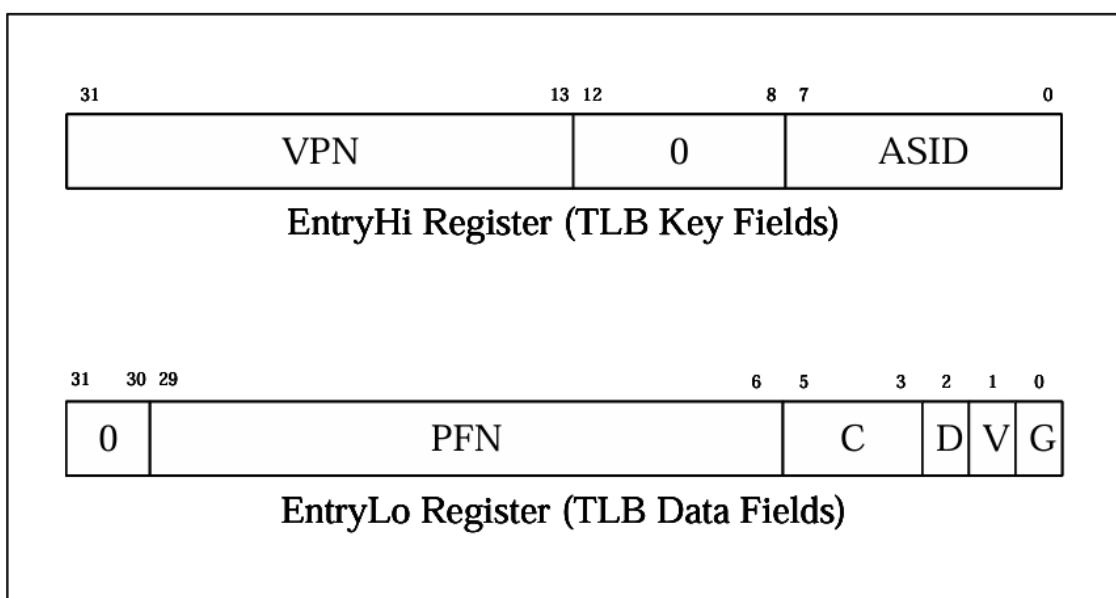 31 13 12 8 7 0
VPN 0 ASID
EntryHi Register (TLB Key Fields)
31 30 29 6 5 3 2 1 0
0 PFN C D V G
EntryLo Register (TLB Data Fields)